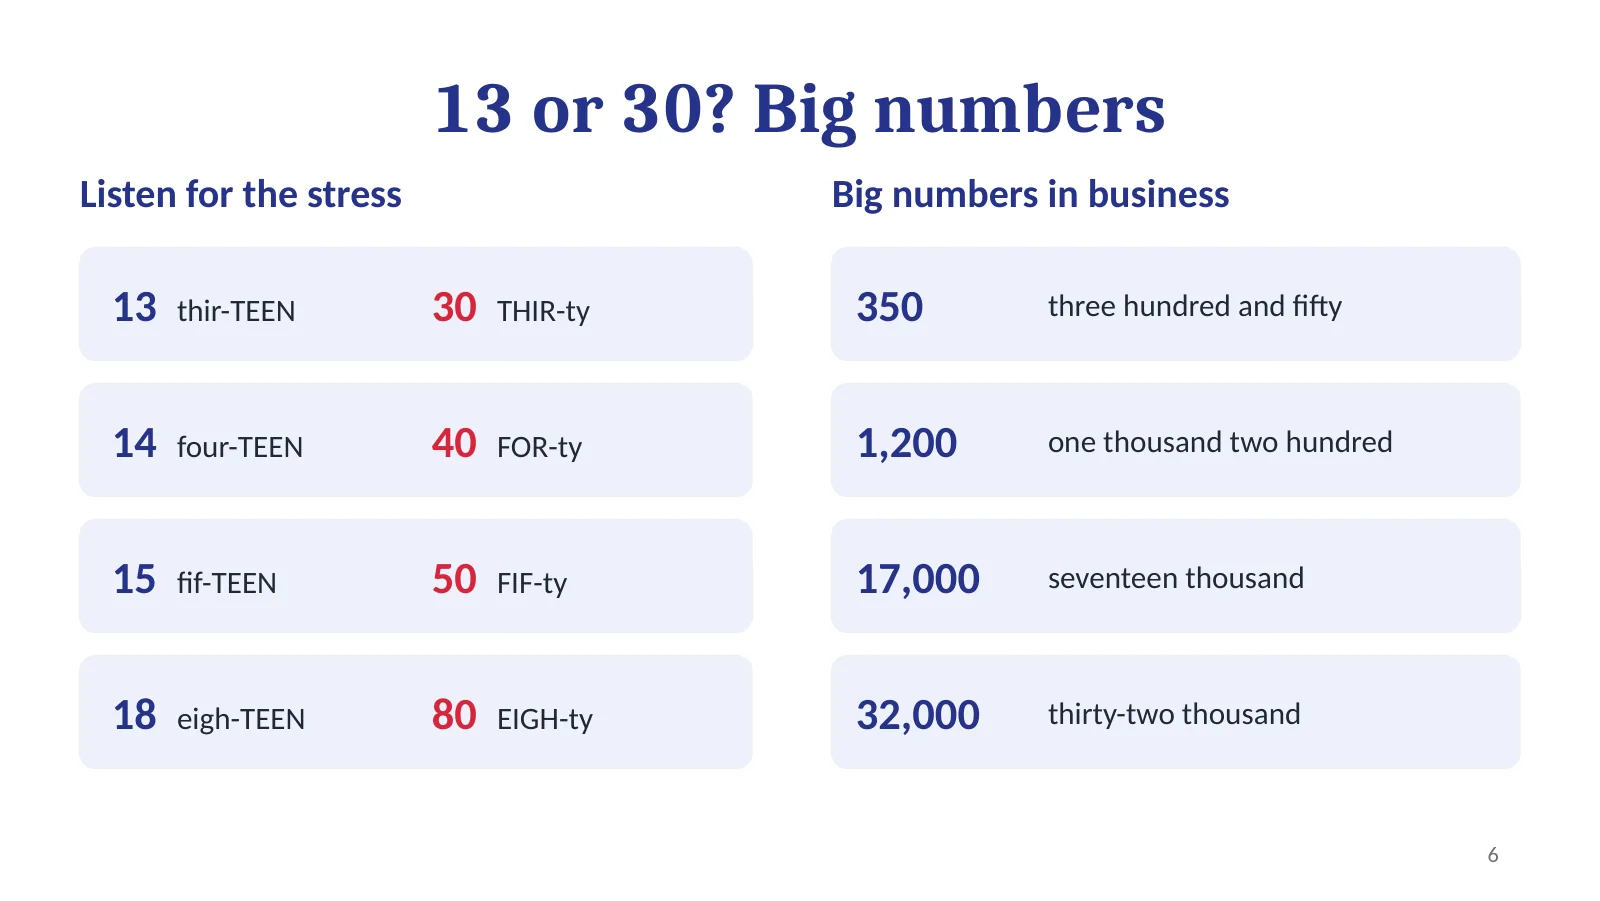 13 or 30? Big numbers
Listen for the stress
13 thir-TEEN 30 THIR-ty
14 four-TEEN 40 FOR-ty
15 fif-TEEN 50 FIF-ty
18 eigh-TEEN 80 EIGH-ty
Big numbers in business
350 three hundred and fifty
1,200 one thousand two hundred
17,000 seventeen thousand
32,000 thirty-two thousand
6